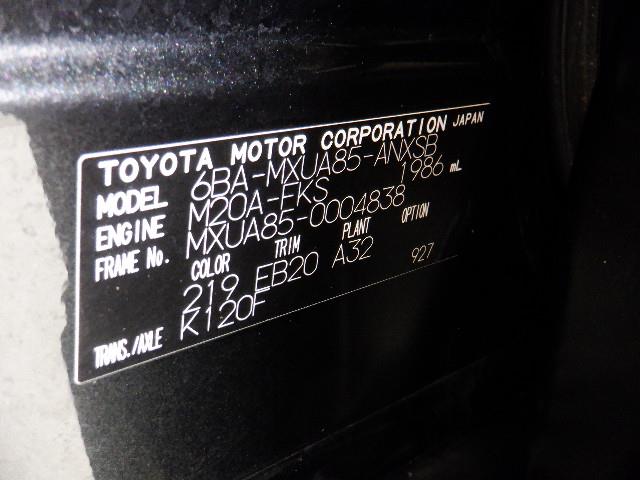 TOYOTA MOTOR CORPORATION JAPAN
MODEL 6BA-MXUA85-ANXSB
ENGINE M20A-FKS 1986 mL
FRAME No. MXUA85-0004838
COLOR TRIM PLANT OPTION
219 EB20 A32 927
TRANS./AXLE K120F